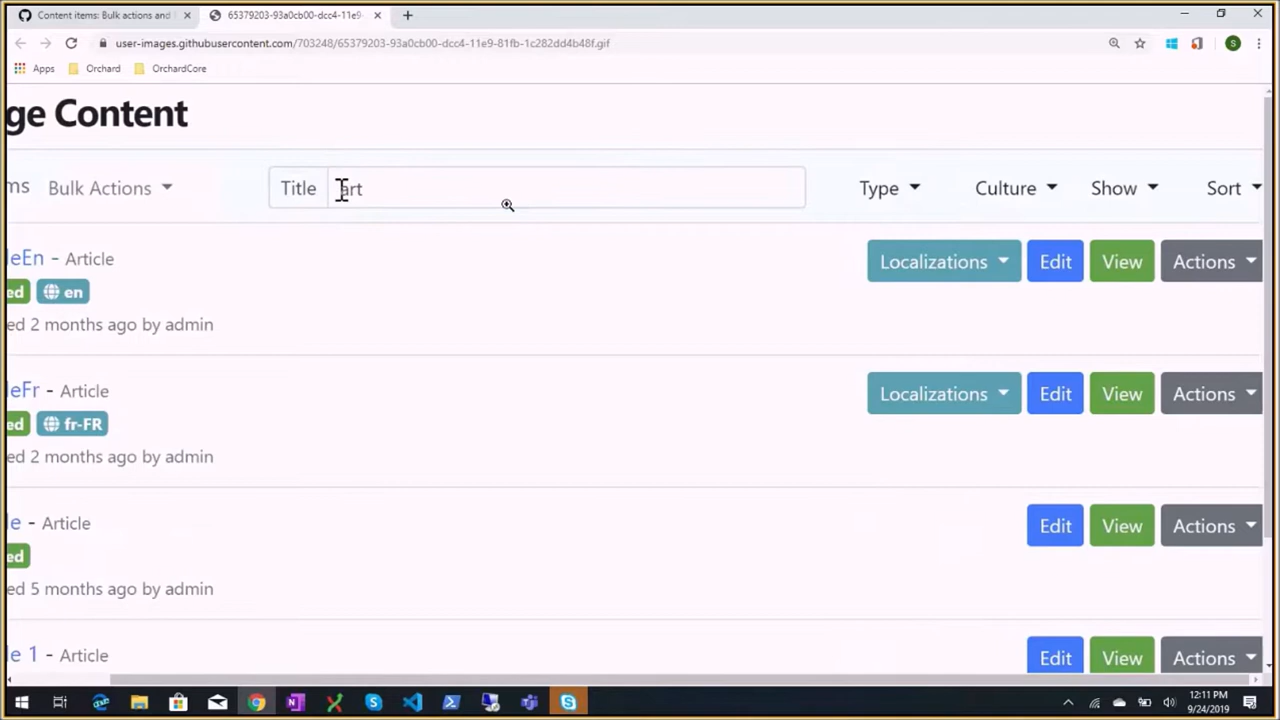 Content items: Bulk actions and
65379203-93a0cb00-dcc4-11e9-
user-images.githubusercontent.com/703248/65379203-93a0cb00-dcc4-11e9-81fb-1c282dd4b48f.gif
S
Apps Orchard OrchardCore
ge Content
ms Bulk Actions Title art Type Culture Show Sort
leEn - Article Localizations Edit View Actions
ed en
ed 2 months ago by admin
leFr - Article Localizations Edit View Actions
ed fr-FR
ed 2 months ago by admin
le - Article Edit View Actions
ed
ed 5 months ago by admin
le 1 - Article Edit View Actions
12:11 PM
9/24/2019